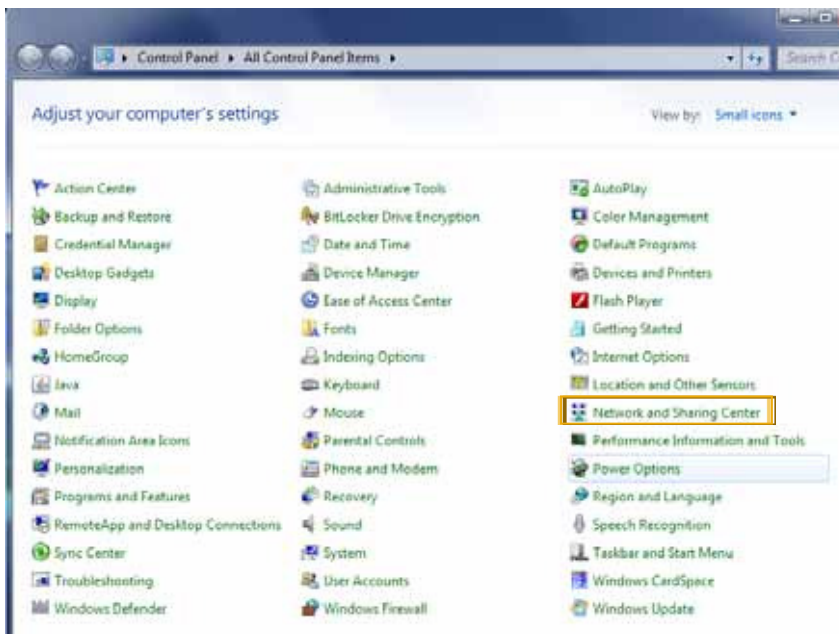 Control Panel ▸ All Control Panel Items ▸
Search C
Adjust your computer's settings
View by: Small icons
Action Center
Administrative Tools
AutoPlay
Backup and Restore
BitLocker Drive Encryption
Color Management
Credential Manager
Date and Time
Default Programs
Desktop Gadgets
Device Manager
Devices and Printers
Display
Ease of Access Center
Flash Player
Folder Options
Fonts
Getting Started
HomeGroup
Indexing Options
Internet Options
Java
Keyboard
Location and Other Sensors
Mail
Mouse
Network and Sharing Center
Notification Area Icons
Parental Controls
Performance Information and Tools
Personalization
Phone and Modem
Power Options
Programs and Features
Recovery
Region and Language
RemoteApp and Desktop Connections
Sound
Speech Recognition
Sync Center
System
Taskbar and Start Menu
Troubleshooting
User Accounts
Windows CardSpace
Windows Defender
Windows Firewall
Windows Update